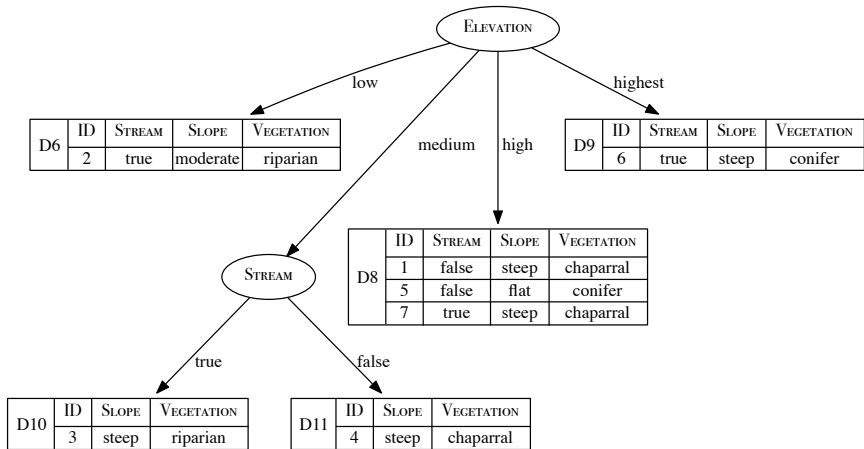 ELEVATION
low
medium
high
highest
D6
ID STREAM SLOPE VEGETATION
2 true moderate riparian
D9
ID STREAM SLOPE VEGETATION
6 true steep conifer
STREAM
D8
ID STREAM SLOPE VEGETATION
1 false steep chaparral
5 false flat conifer
7 true steep chaparral
true
false
D10
ID SLOPE VEGETATION
3 steep riparian
D11
ID SLOPE VEGETATION
4 steep chaparral